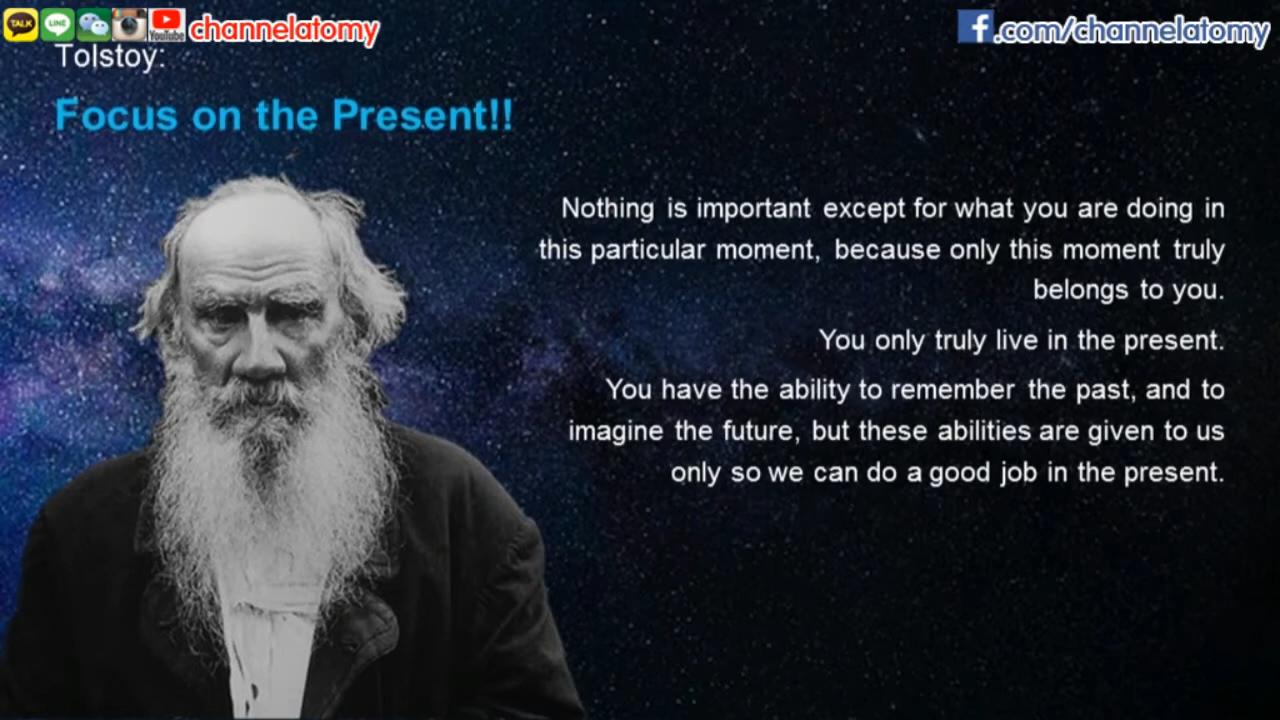 TALK LINE YouTube channelatomy
f.com/channelatomy
Tolstoy:
Focus on the Present!!
Nothing is important except for what you are doing in
this particular moment, because only this moment truly
belongs to you.
You only truly live in the present.
You have the ability to remember the past, and to
imagine the future, but these abilities are given to us
only so we can do a good job in the present.